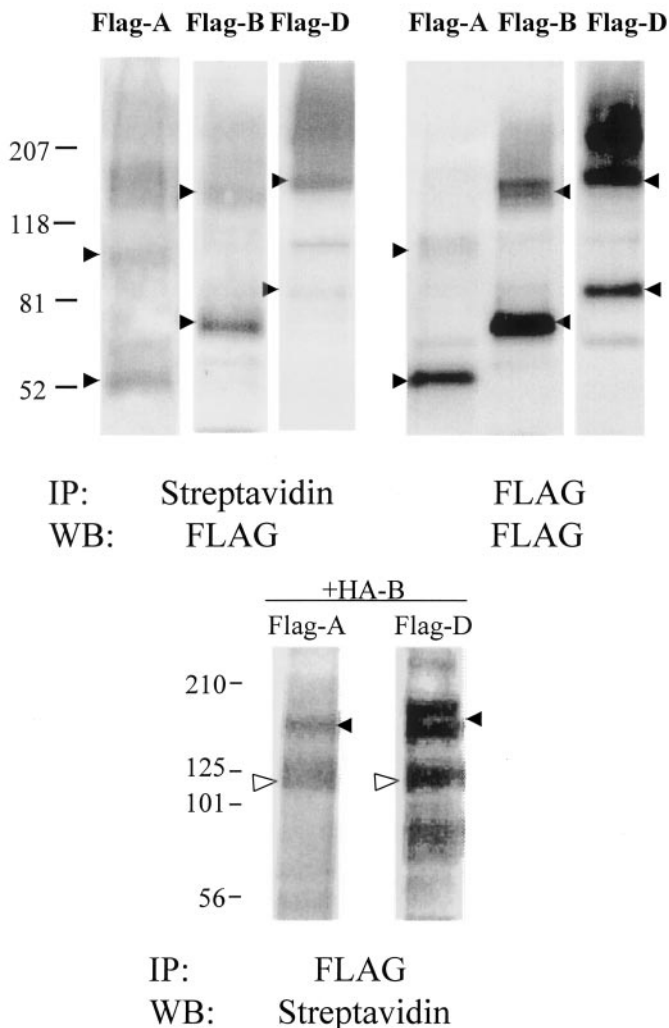 Flag-A Flag-B Flag-D Flag-A Flag-B Flag-D
207
118
81
52
IP: Streptavidin FLAG
WB: FLAG FLAG
+HA-B
Flag-A Flag-D
210
125
101
56
IP: FLAG
WB: Streptavidin